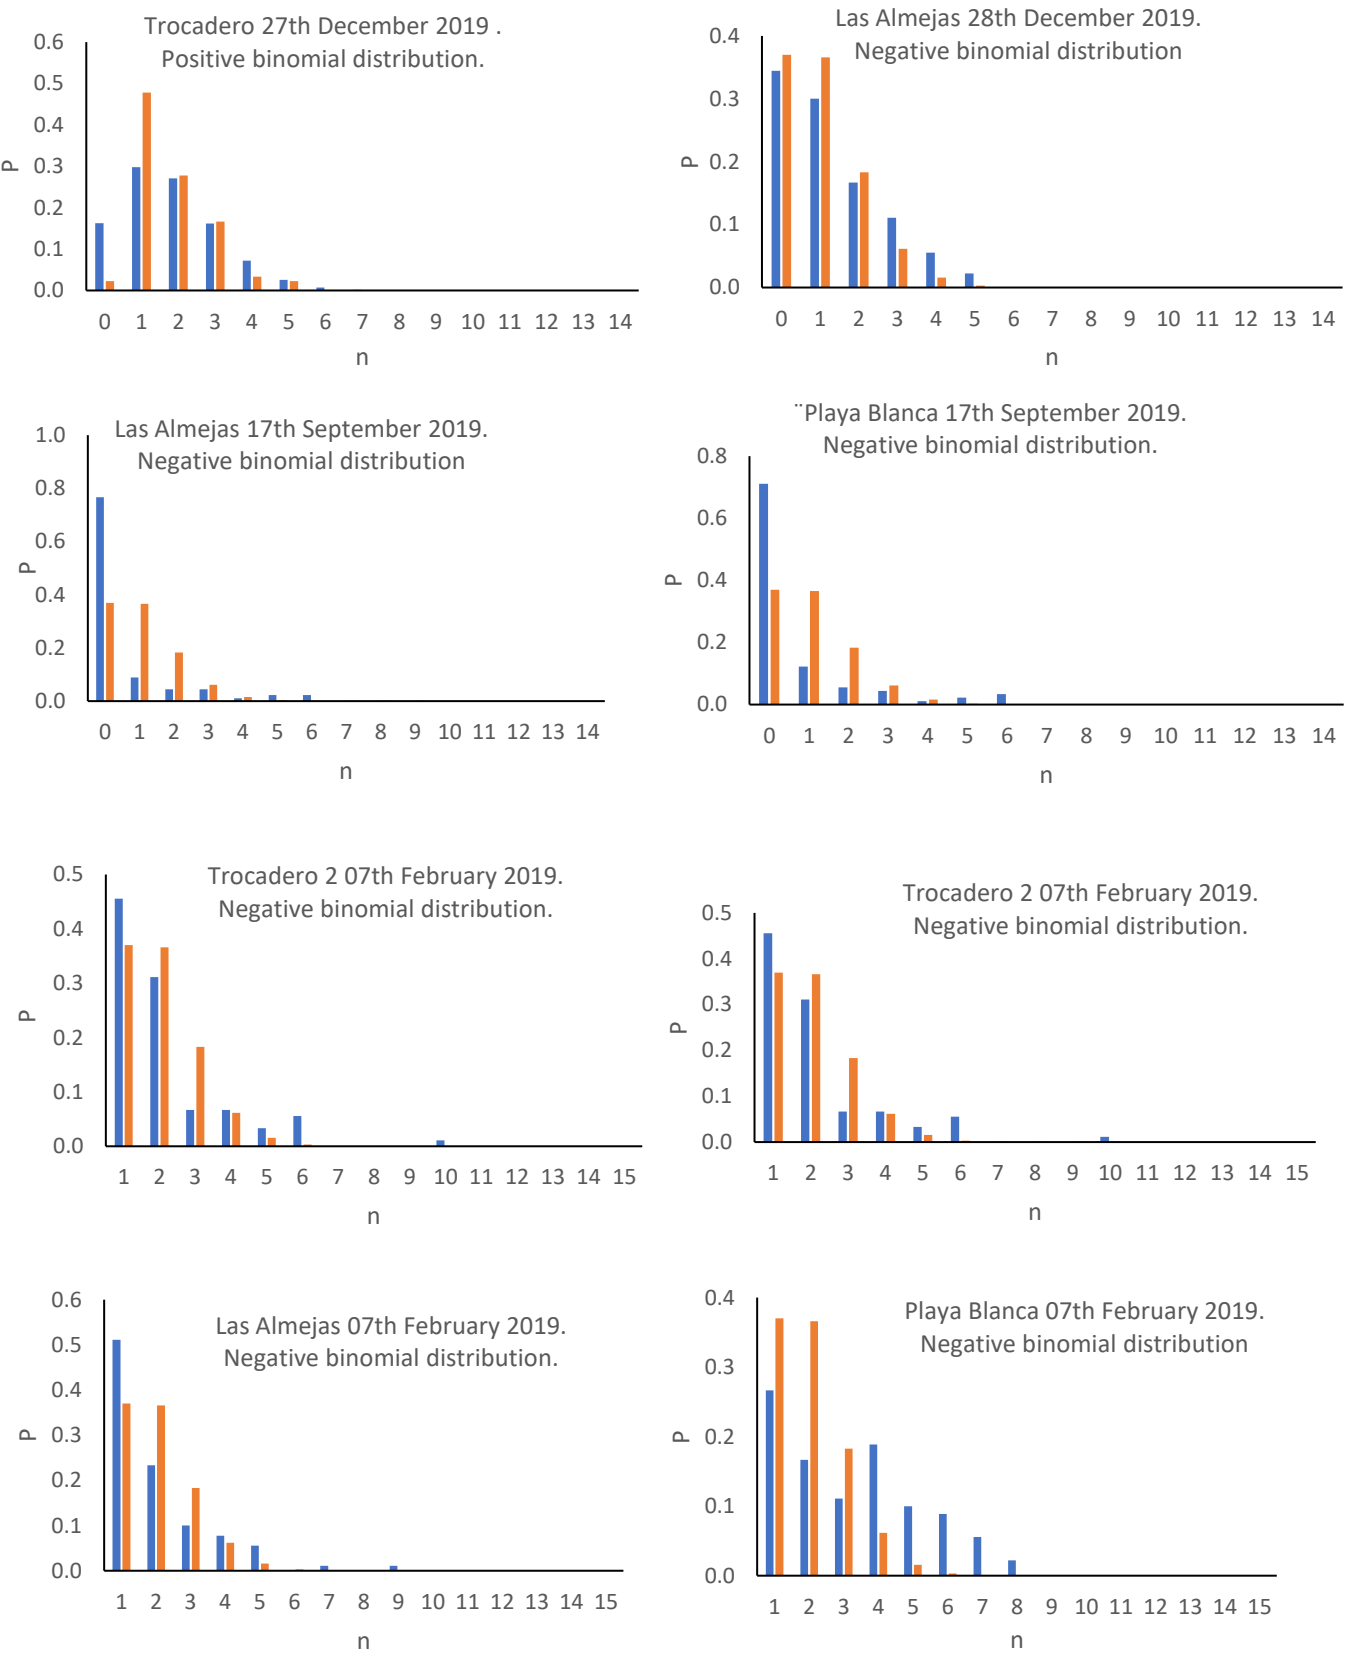 Trocadero 27th December 2019 .
Positive binomial distribution.
0.6
0.5
0.4
0.3
0.2
0.1
0.0
P
0 1 2 3 4 5 6 7 8 9 10 11 12 13 14
n
Las Almejas 28th December 2019.
Negative binomial distribution
0.4
0.3
0.2
0.1
0.0
P
0 1 2 3 4 5 6 7 8 9 10 11 12 13 14
n
Las Almejas 17th September 2019.
Negative binomial distribution
1.0
0.8
0.6
0.4
0.2
0.0
P
0 1 2 3 4 5 6 7 8 9 10 11 12 13 14
n
¨Playa Blanca 17th September 2019.
Negative binomial distribution.
0.8
0.6
0.4
0.2
0.0
P
0 1 2 3 4 5 6 7 8 9 10 11 12 13 14
n
Trocadero 2 07th February 2019.
Negative binomial distribution.
0.5
0.4
0.3
0.2
0.1
0.0
P
1 2 3 4 5 6 7 8 9 10 11 12 13 14 15
n
Trocadero 2 07th February 2019.
Negative binomial distribution.
0.5
0.4
0.3
0.2
0.1
0.0
P
1 2 3 4 5 6 7 8 9 10 11 12 13 14 15
n
Las Almejas 07th February 2019.
Negative binomial distribution.
0.6
0.5
0.4
0.3
0.2
0.1
0.0
P
1 2 3 4 5 6 7 8 9 10 11 12 13 14 15
n
Playa Blanca 07th February 2019.
Negative binomial distribution
0.4
0.3
0.2
0.1
0.0
P
1 2 3 4 5 6 7 8 9 10 11 12 13 14 15
n